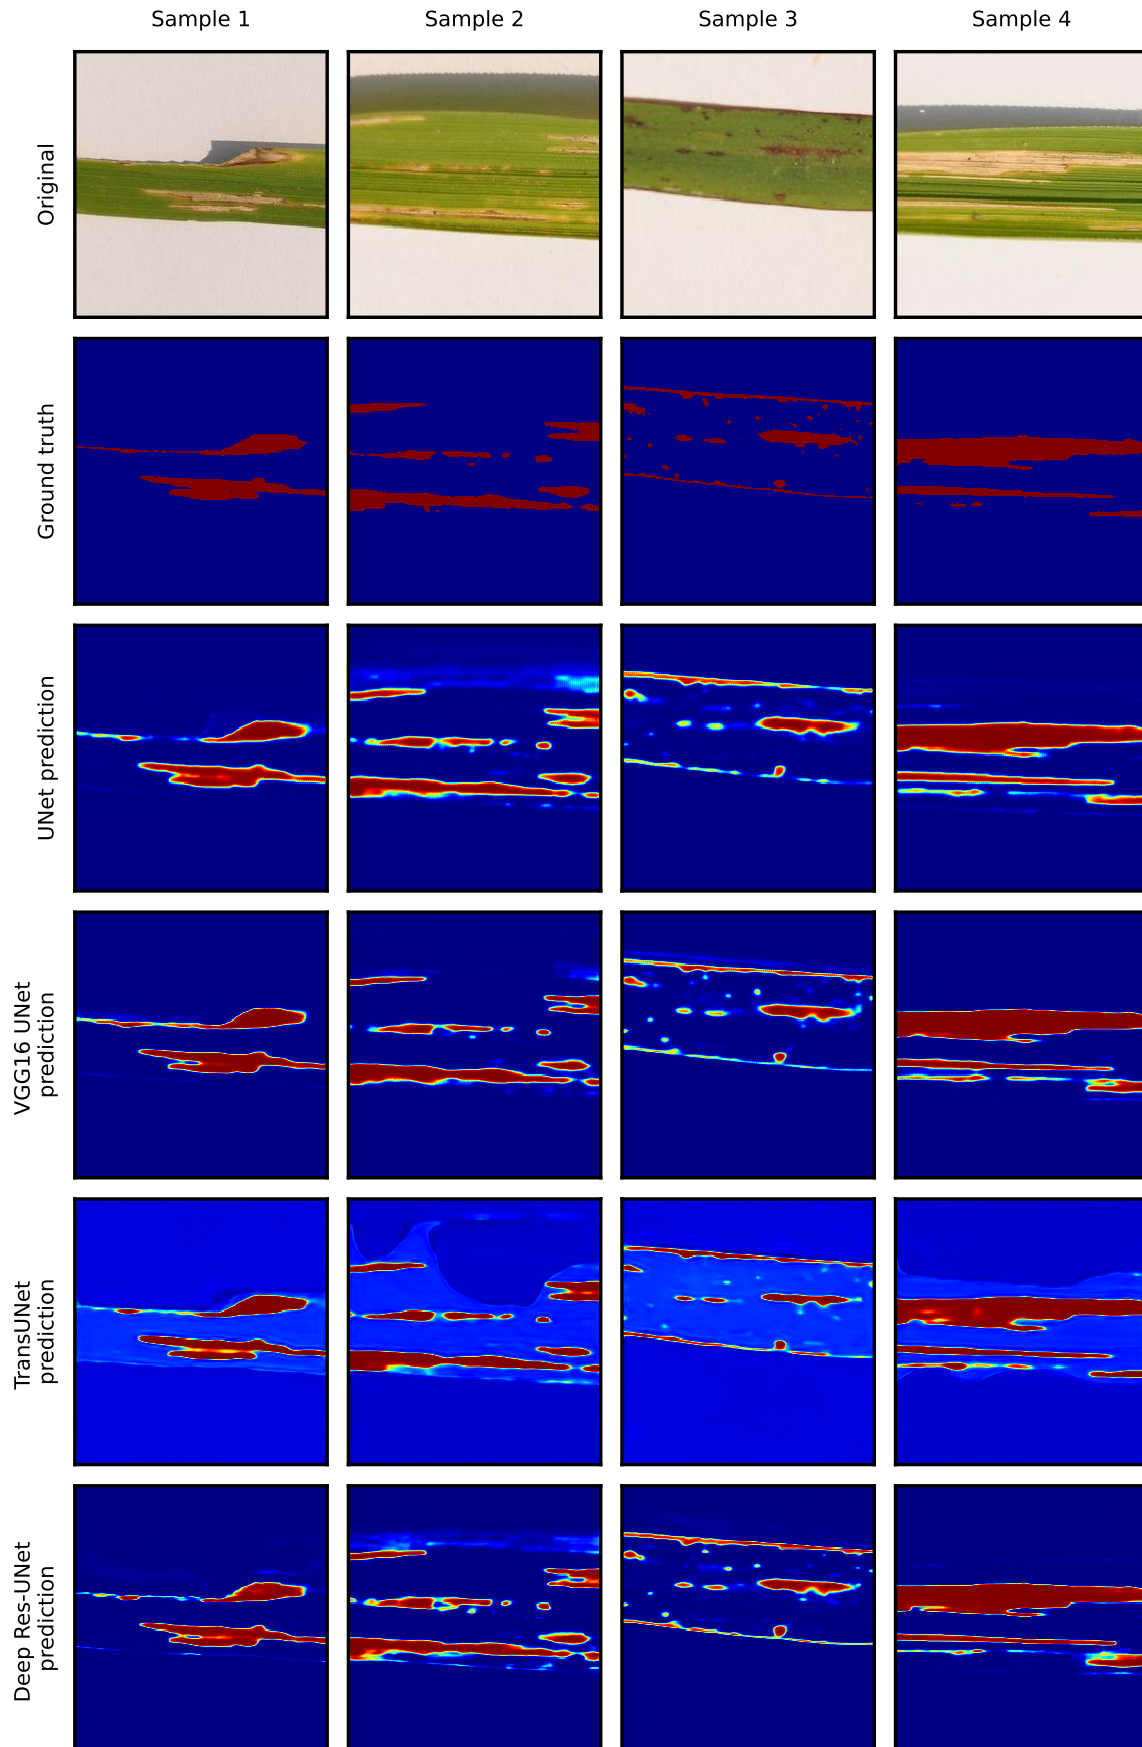 Sample 1
Sample 2
Sample 3
Sample 4
Original
Ground truth
UNet prediction
VGG16 UNet
prediction
TransUNet
prediction
Deep Res-UNet
prediction